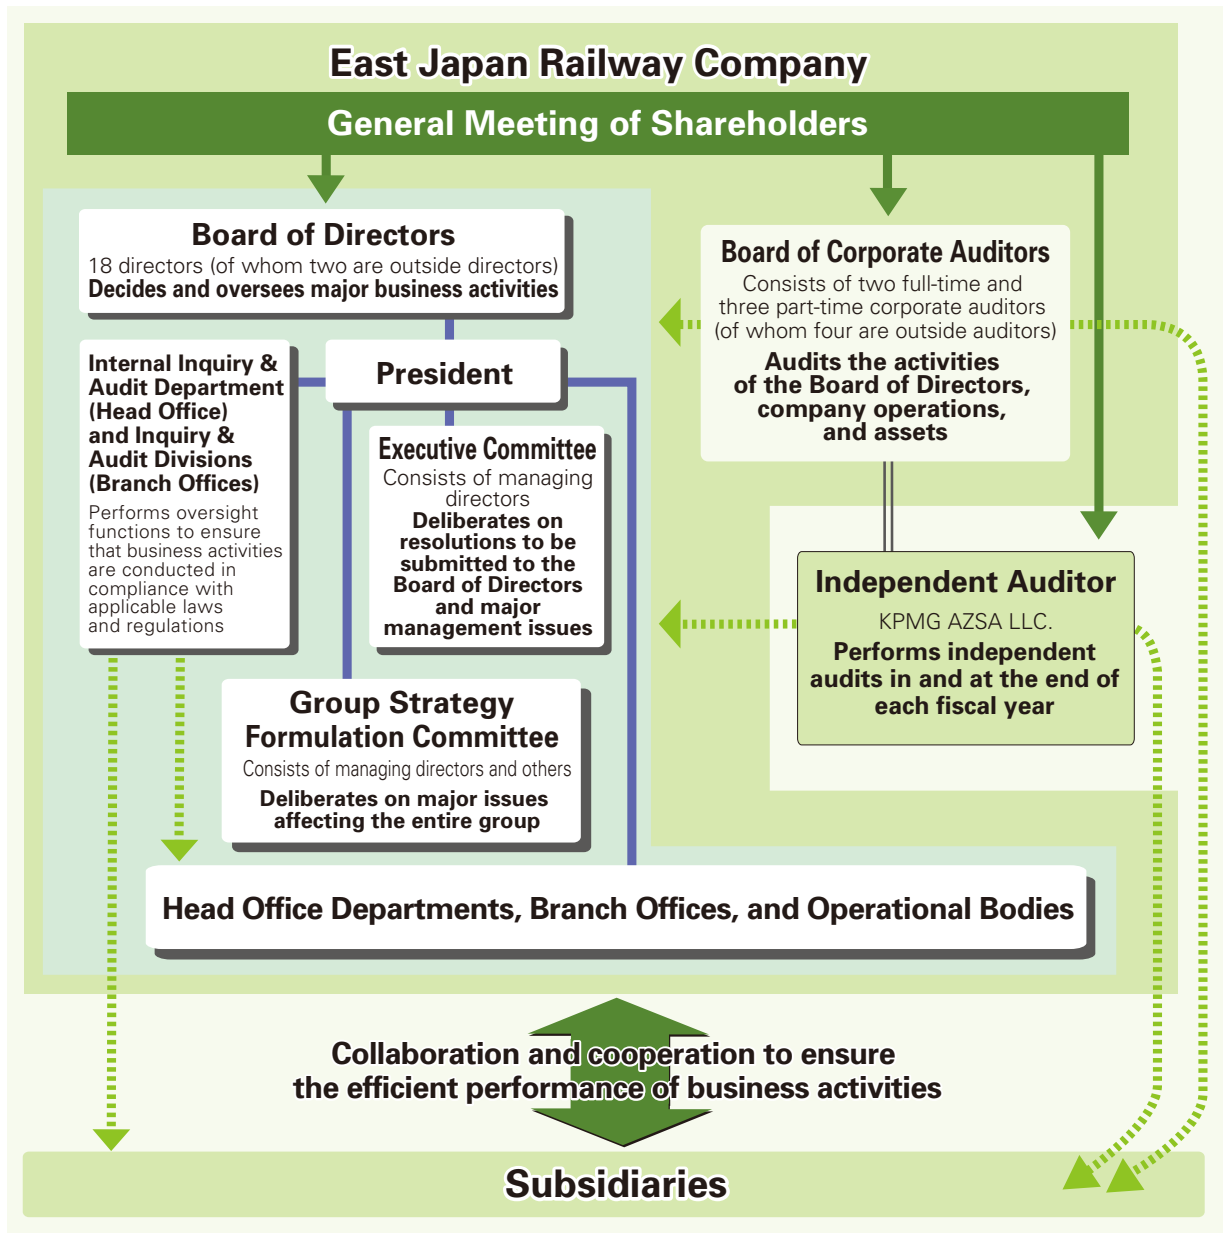 East Japan Railway Company
General Meeting of Shareholders
Board of Directors
18 directors (of whom two are outside directors)
Decides and oversees major business activities
Board of Corporate Auditors
Consists of two full-time and
three part-time corporate auditors
(of whom four are outside auditors)
Audits the activities
of the Board of Directors,
company operations,
and assets
Internal Inquiry &
Audit Department
(Head Office)
and Inquiry &
Audit Divisions
(Branch Offices)
Performs oversight
functions to ensure
that business activities
are conducted in
compliance with
applicable laws
and regulations
President
Executive Committee
Consists of managing
directors
Deliberates on
resolutions to be
submitted to the
Board of Directors
and major
management issues
Independent Auditor
KPMG AZSA LLC.
Performs independent
audits in and at the end of
each fiscal year
Group Strategy
Formulation Committee
Consists of managing directors and others
Deliberates on major issues
affecting the entire group
Head Office Departments, Branch Offices, and Operational Bodies
Collaboration and cooperation to ensure
the efficient performance of business activities
Subsidiaries